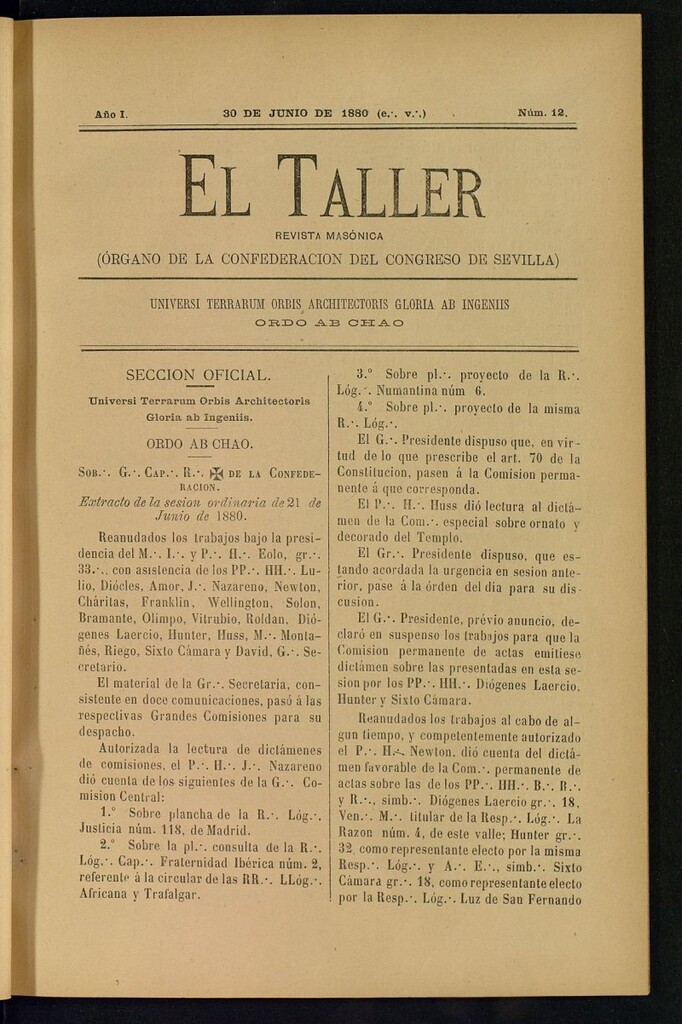 Año I.
30 DE JUNIO DE 1880 (e.·. v.·.)
Núm. 12.
EL TALLER
REVISTA MASÓNICA
(ÓRGANO DE LA CONFEDERACION DEL CONGRESO DE SEVILLA)
UNIVERSI TERRARUM ORBIS ARCHITECTORIS GLORIA AB INGENIIS
ORDO AB CHAO
SECCION OFICIAL.
Universi Terrarum Orbis Architectoris
Gloria ab Ingeniis.
ORDO AB CHAO.
SOB.·. G.·. CAP.·. R.·. ✠ DE LA CONFEDE-
RACION.
Extracto de la sesion ordinaria de 21 de
Junio de 1880.
Reanudados los trabajos bajo la presi-
dencia del M.·. I.·. y P.·. H.·. Eolo, gr.·.
33.·., con asistencia de los PP.·. HH.·. Lu-
lio, Diócles, Amor, J.·. Nazareno, Newton,
Cháritas, Franklin, Wellington, Solon,
Bramante, Olimpo, Vitrubio, Roldan, Dió-
genes Laercio, Hunter, Huss, M.·. Monta-
ñés, Riego, Sixto Cámara y David, G.·. Se-
cretario.
El material de la Gr.·. Secretaria, con-
sistente en doce comunicaciones, pasó á las
respectivas Grandes Comisiones para su
despacho.
Autorizada la lectura de dictámenes
de comisiones, el P.·. H.·. J.·. Nazareno
dió cuenta de los siguientes de la G.·. Co-
mision Central:
1.º Sobre plancha de la R.·. Lóg.·.
Justicia núm. 118, de Madrid.
2.º Sobre la pl.·. consulta de la R.·.
Lóg.·. Cap.·. Fraternidad Ibérica núm. 2,
referente á la circular de las RR.·. LLóg.·.
Africana y Trafalgar.
3.º Sobre pl.·. proyecto de la R.·.
Lóg.·. Numantina núm 6.
4.º Sobre pl.·. proyecto de la misma
R.·. Lóg.·.
El G.·. Presidente dispuso que, en vir-
tud de lo que prescribe el art. 70 de la
Constitucion, pasen á la Comision perma-
nente á que corresponda.
El P.·. H.·. Huss dió lectura al dictá-
men de la Com.·. especial sobre ornato y
decorado del Templo.
El Gr.·. Presidente dispuso, que es-
tando acordada la urgencia en sesion ante-
rior, pase á la órden del dia para su dis-
cusion.
El G.·. Presidente, prévio anuncio, de-
claró en suspenso los trabajos para que la
Comision permanente de actas emitiese
dictámen sobre las presentadas en esta se-
sion por los PP.·. HH.·. Diógenes Laercio,
Hunter y Sixto Cámara.
Reanudados los trabajos al cabo de al-
gun tiempo, y competentemente autorizado
el P.·. H.·. Newton, dió cuenta del dictá-
men favorable de la Com.·. permanente de
actas sobre las de los PP.·. HH.·. B.·. R.·.
y R.·., simb.·. Diógenes Laercio gr.·. 18,
Ven.·. M.·. titular de la Resp.·. Lóg.·. La
Razon núm. 4, de este valle; Hunter gr.·.
32, como representante electo por la misma
Resp.·. Lóg.·. y A.·. E.·., simb.·. Sixto
Cámara gr.·. 18, como representante electo
por la Resp.·. Lóg.·. Luz de San Fernando